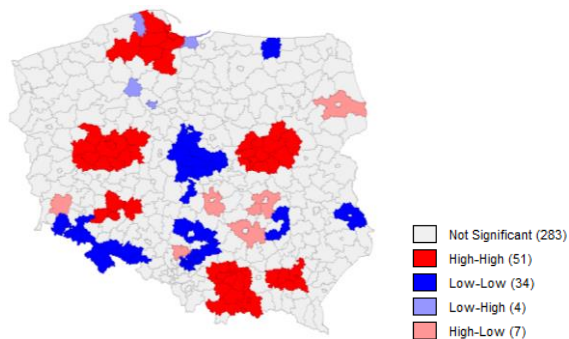 Not Significant (283)
High-High (51)
Low-Low (34)
Low-High (4)
High-Low (7)